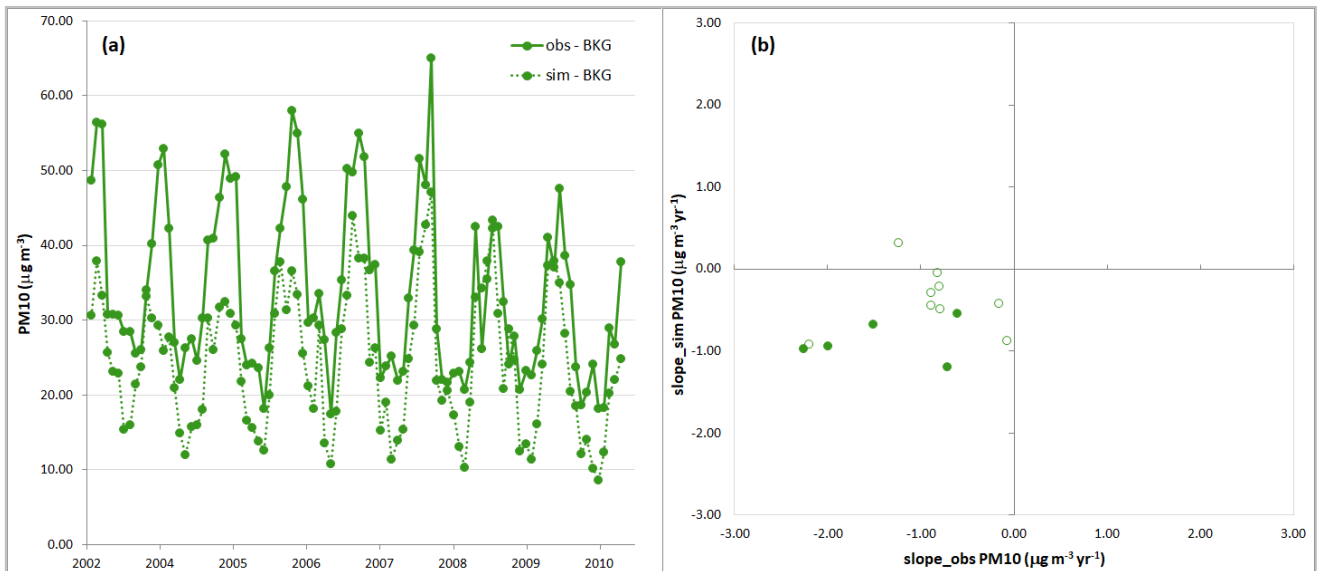 (a)
obs - BKG
sim - BKG
PM10 (µg m⁻³)
70.00
60.00
50.00
40.00
30.00
20.00
10.00
0.00
2002 2004 2005 2006 2007 2008 2009 2010
(b)
slope_sim PM10 (µg m⁻³ yr⁻¹)
3.00
2.00
1.00
0.00
-1.00
-2.00
-3.00
-3.00 -2.00 -1.00 0.00 1.00 2.00 3.00
slope_obs PM10 (µg m⁻³ yr⁻¹)